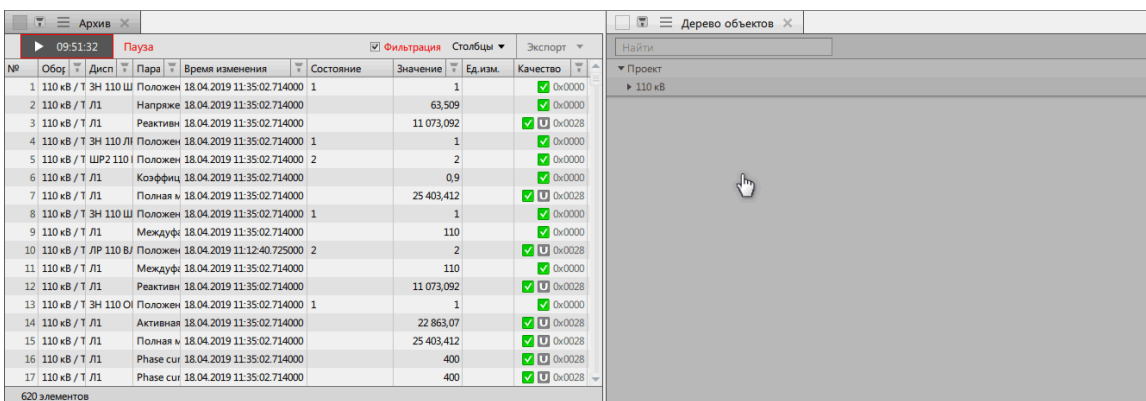 Архив
Дерево объектов
09:51:32 Пауза Фильтрация Столбцы Экспорт
Найти
№ Обор Дисп Пара Время изменения Состояние Значение Ед.изм. Качество
Проект
110 кВ
1 110 кВ / Т ЗН 110 Ш Положен 18.04.2019 11:35:02.714000 1 1 0x0000
2 110 кВ / Т Л1 Напряже 18.04.2019 11:35:02.714000 63,509 0x0000
3 110 кВ / Т Л1 Реактивн 18.04.2019 11:35:02.714000 11 073,092 U 0x0028
4 110 кВ / Т ЗН 110 ЛР Положен 18.04.2019 11:35:02.714000 1 1 0x0000
5 110 кВ / Т ШР2 110 Положен 18.04.2019 11:35:02.714000 2 2 0x0000
6 110 кВ / Т Л1 Коэффиц 18.04.2019 11:35:02.714000 0,9 0x0000
7 110 кВ / Т Л1 Полная м 18.04.2019 11:35:02.714000 25 403,412 U 0x0028
8 110 кВ / Т ЗН 110 Ш Положен 18.04.2019 11:35:02.714000 1 1 0x0000
9 110 кВ / Т Л1 Междуфа 18.04.2019 11:35:02.714000 110 0x0000
10 110 кВ / Т ЛР 110 ВЛ Положен 18.04.2019 11:12:40.725000 2 2 U 0x0028
11 110 кВ / Т Л1 Междуфа 18.04.2019 11:35:02.714000 110 0x0000
12 110 кВ / Т Л1 Реактивн 18.04.2019 11:35:02.714000 11 073,092 U 0x0028
13 110 кВ / Т ЗН 110 ОБ Положен 18.04.2019 11:35:02.714000 1 1 0x0000
14 110 кВ / Т Л1 Активная 18.04.2019 11:35:02.714000 22 863,07 U 0x0028
15 110 кВ / Т Л1 Полная м 18.04.2019 11:35:02.714000 25 403,412 U 0x0028
16 110 кВ / Т Л1 Phase cur 18.04.2019 11:35:02.714000 400 U 0x0028
17 110 кВ / Т Л1 Phase cur 18.04.2019 11:35:02.714000 400 U 0x0028
620 элементов